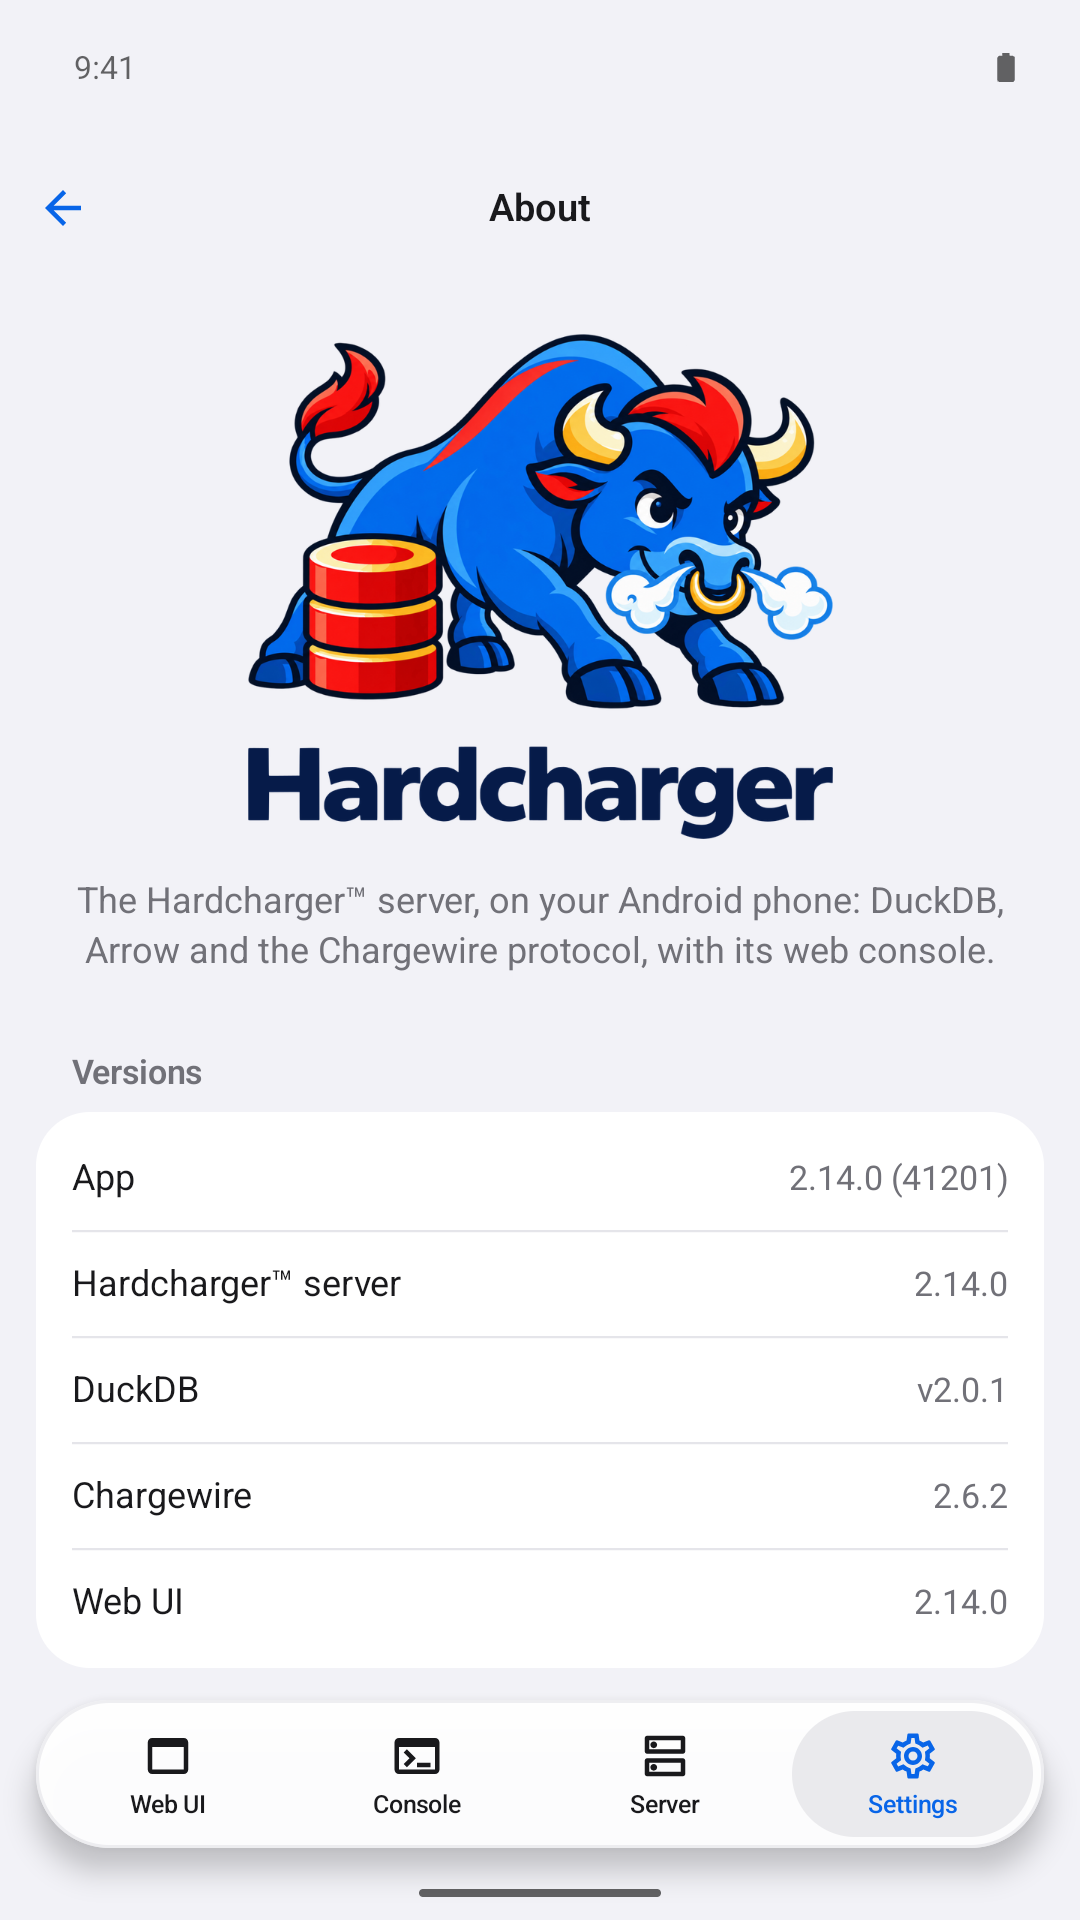 9:41
About
Hardcharger
The Hardcharger™ server, on your Android phone: DuckDB,
Arrow and the Chargewire protocol, with its web console.
Versions
App 2.14.0 (41201)
Hardcharger™ server 2.14.0
DuckDB v2.0.1
Chargewire 2.6.2
Web UI 2.14.0
Web UI Console Server Settings